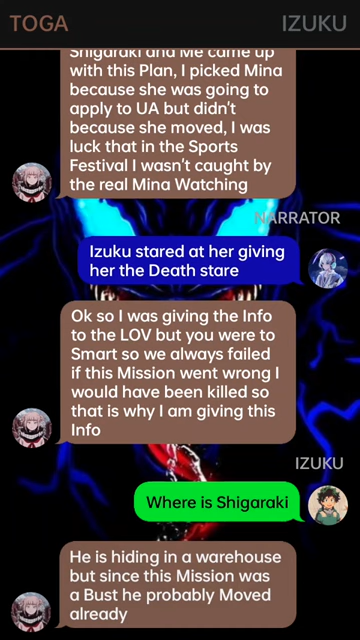 TOGA
IZUKU
Shigaraki and Me came up
with this Plan, I picked Mina
because she was going to
apply to UA but didn't
because she moved, I was
luck that in the Sports
Festival I wasn't caught by
the real Mina Watching
NARRATOR
Izuku stared at her giving
her the Death stare
Ok so I was giving the Info
to the LOV but you were to
Smart so we always failed
if this Mission went wrong I
would have been killed so
that is why I am giving this
Info
IZUKU
Where is Shigaraki
He is hiding in a warehouse
but since this Mission was
a Bust he probably Moved
already